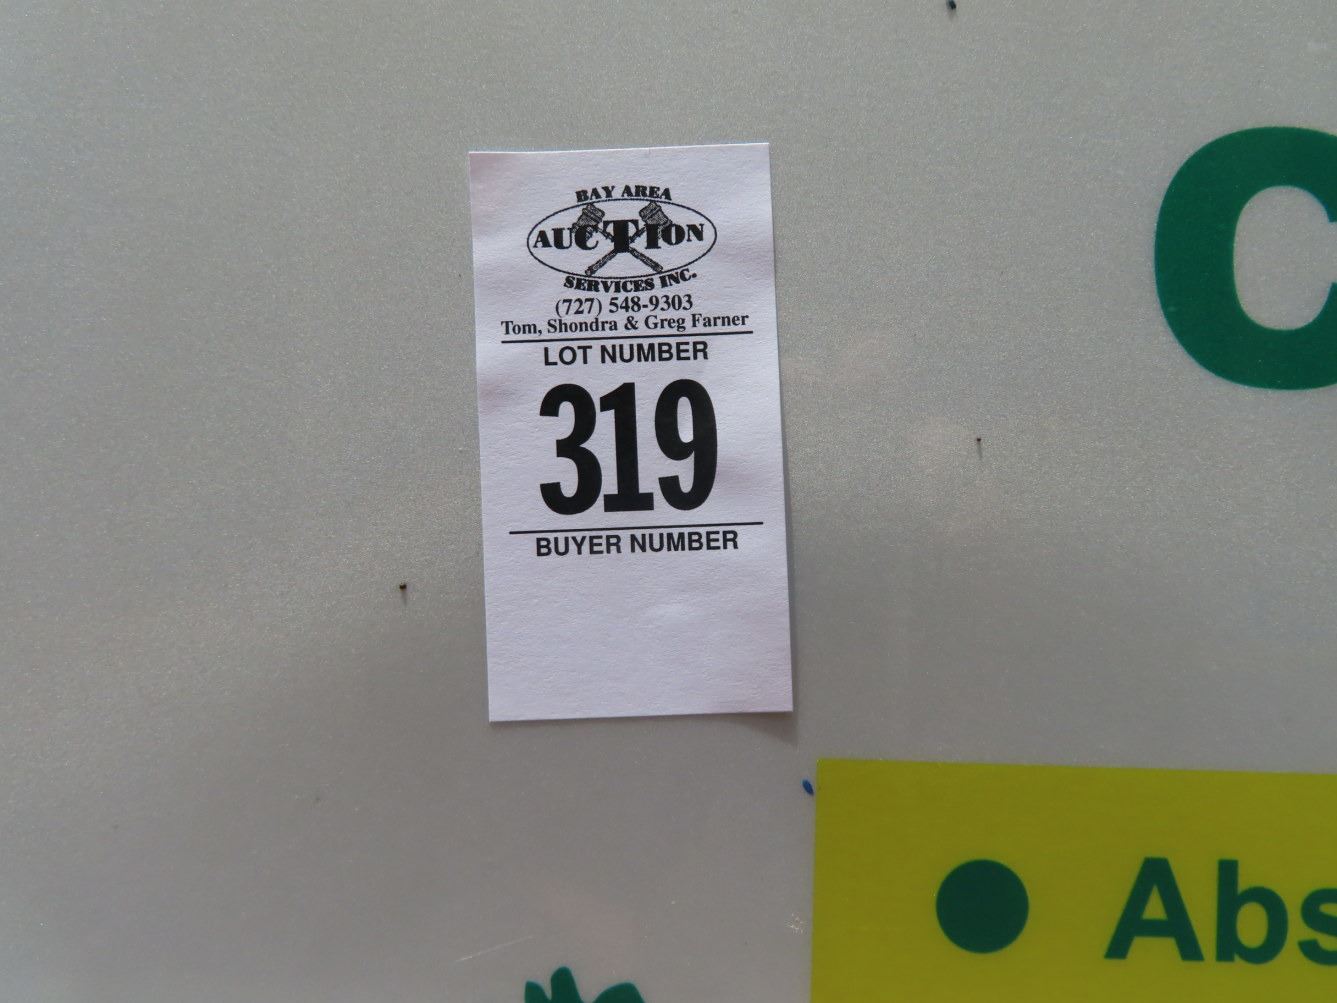 BAY AREA
AUCTION
SERVICES INC.
(727) 548-9303
Tom, Shondra & Greg Farner
LOT NUMBER
319
BUYER NUMBER
C
● Abs